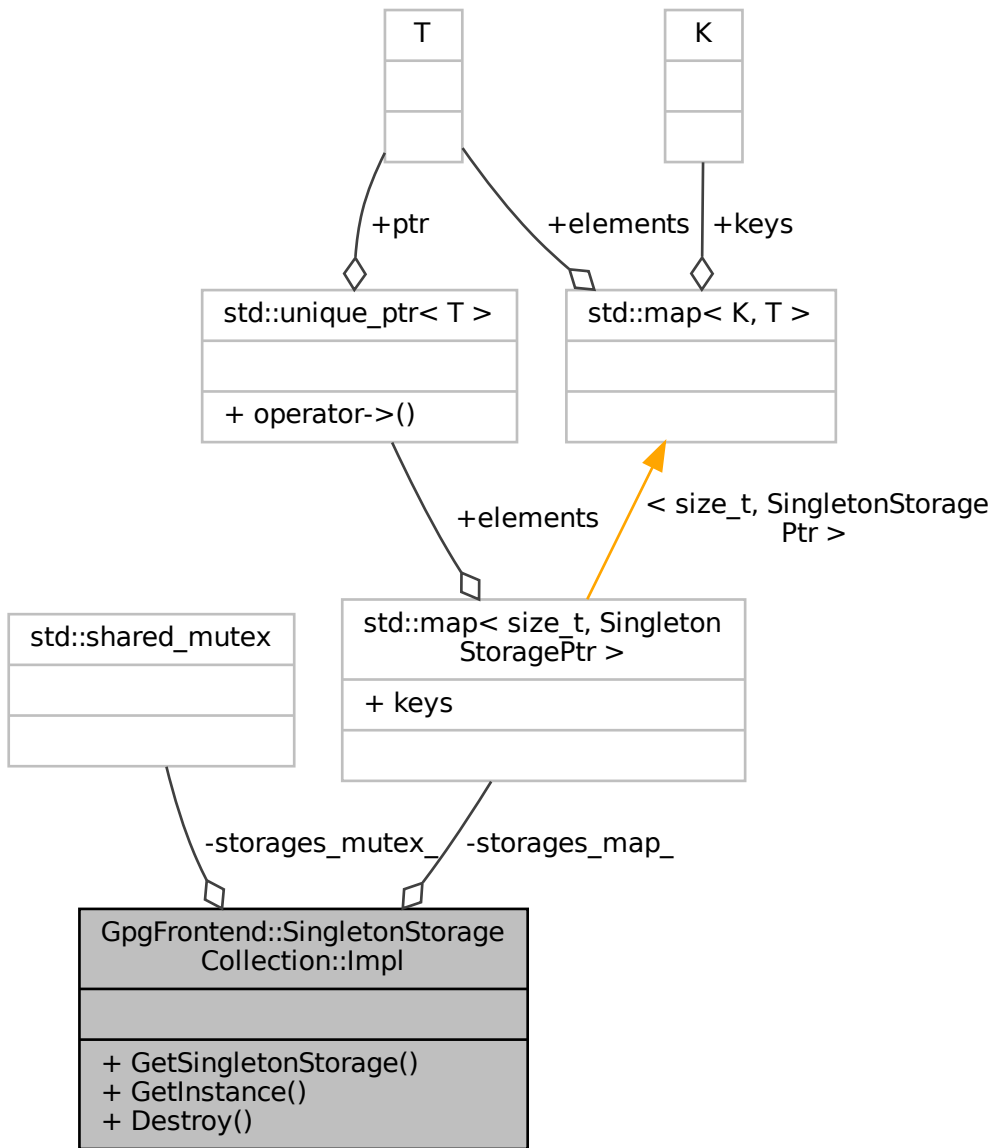 T
K
+ptr
+elements
+keys
std::unique_ptr< T >
+ operator->()
std::map< K, T >
+elements
< size_t, SingletonStorage
Ptr >
std::shared_mutex
std::map< size_t, Singleton
StoragePtr >
+ keys
-storages_mutex_
-storages_map_
GpgFrontend::SingletonStorage
Collection::Impl
+ GetSingletonStorage()
+ GetInstance()
+ Destroy()